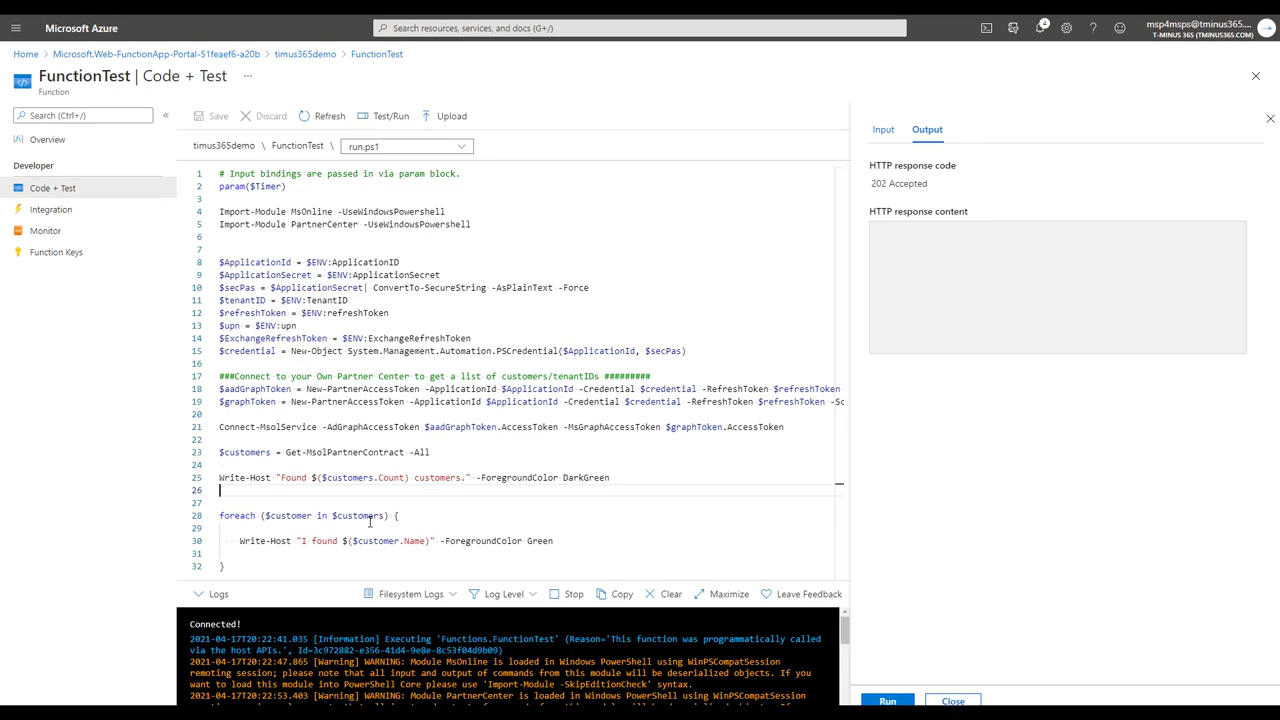 Microsoft Azure
Search resources, services, and docs (G+/)
4
msp4msps@tminus365....
T-MINUS 365 (TMINUS365.COM)
Home > Microsoft.Web-FunctionApp-Portal-51feaef6-a20b > timus365demo > FunctionTest
FunctionTest | Code + Test ...
Function
Search (Ctrl+/)
«
Overview
Developer
Code + Test
Integration
Monitor
Function Keys
Save Discard Refresh Test/Run Upload
timus365demo \ FunctionTest \ run.ps1
1 # Input bindings are passed in via param block.
2 param($Timer)
3
4 Import-Module MsOnline -UseWindowsPowershell
5 Import-Module PartnerCenter -UseWindowsPowershell
6
7
8 $ApplicationId = $ENV:ApplicationID
9 $ApplicationSecret = $ENV:ApplicationSecret
10 $secPas = $ApplicationSecret| ConvertTo-SecureString -AsPlainText -Force
11 $tenantID = $ENV:TenantID
12 $refreshToken = $ENV:refreshToken
13 $upn = $ENV:upn
14 $ExchangeRefreshToken = $ENV:ExchangeRefreshToken
15 $credential = New-Object System.Management.Automation.PSCredential($ApplicationId, $secPas)
16
17 ###Connect to your Own Partner Center to get a list of customers/tenantIDs #########
18 $aadGraphToken = New-PartnerAccessToken -ApplicationId $ApplicationId -Credential $credential -RefreshToken $refreshToken
19 $graphToken = New-PartnerAccessToken -ApplicationId $ApplicationId -Credential $credential -RefreshToken $refreshToken -Sc
20
21 Connect-MsolService -AdGraphAccessToken $aadGraphToken.AccessToken -MsGraphAccessToken $graphToken.AccessToken
22
23 $customers = Get-MsolPartnerContract -All
24
25 Write-Host "Found $($customers.Count) customers." -ForegroundColor DarkGreen
26
27
28 foreach ($customer in $customers) {
29
30 Write-Host "I found $($customer.Name)" -ForegroundColor Green
31
32 }
Logs Filesystem Logs Log Level Stop Copy Clear Maximize Leave Feedback
Connected!
2021-04-17T20:22:41.035 [Information] Executing 'Functions.FunctionTest' (Reason='This function was programmatically called
via the host APIs.', Id=3c972882-e356-41d4-9e8e-8c53f04d9b09)
2021-04-17T20:22:47.865 [Warning] WARNING: Module MsOnline is loaded in Windows PowerShell using WinPSCompatSession
remoting session; please note that all input and output of commands from this module will be deserialized objects. If you
want to load this module into PowerShell Core please use 'Import-Module -SkipEditionCheck' syntax.
2021-04-17T20:22:53.403 [Warning] WARNING: Module PartnerCenter is loaded in Windows PowerShell using WinPSCompatSession
Input Output
HTTP response code
202 Accepted
HTTP response content
Run Close